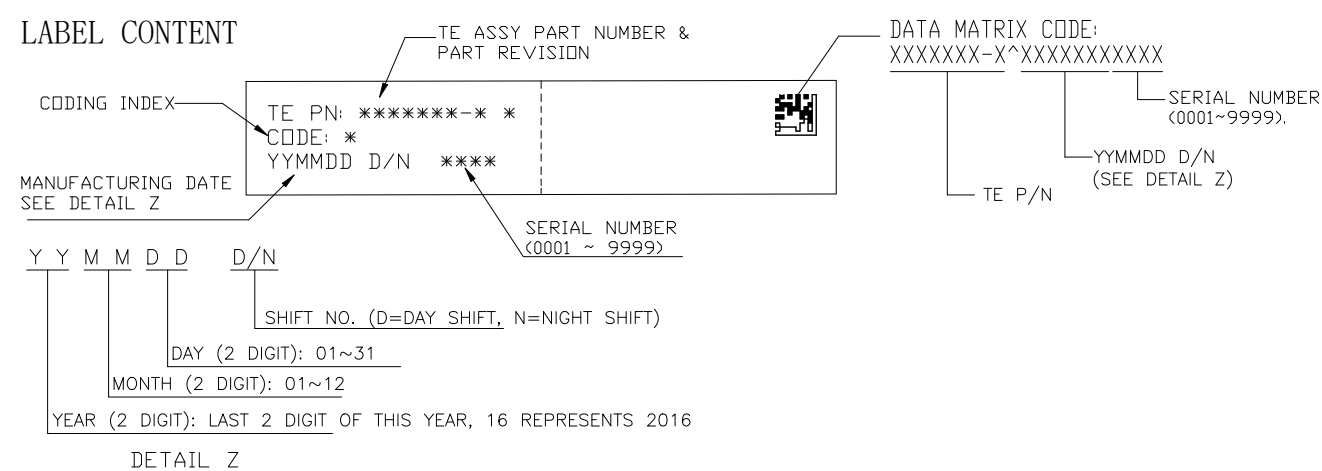 LABEL CONTENT
TE ASSY PART NUMBER &
PART REVISION
DATA MATRIX CODE:
XXXXXXX-X^XXXXXXXXXXX
CODING INDEX
TE PN: *******-* *
CODE: *
YYMMDD D/N ****
SERIAL NUMBER
(0001~9999).
YYMMDD D/N
(SEE DETAIL Z)
TE P/N
MANUFACTURING DATE
SEE DETAIL Z
SERIAL NUMBER
(0001 ~ 9999)
Y Y M M D D D/N
SHIFT NO. (D=DAY SHIFT, N=NIGHT SHIFT)
DAY (2 DIGIT): 01~31
MONTH (2 DIGIT): 01~12
YEAR (2 DIGIT): LAST 2 DIGIT OF THIS YEAR, 16 REPRESENTS 2016
DETAIL Z